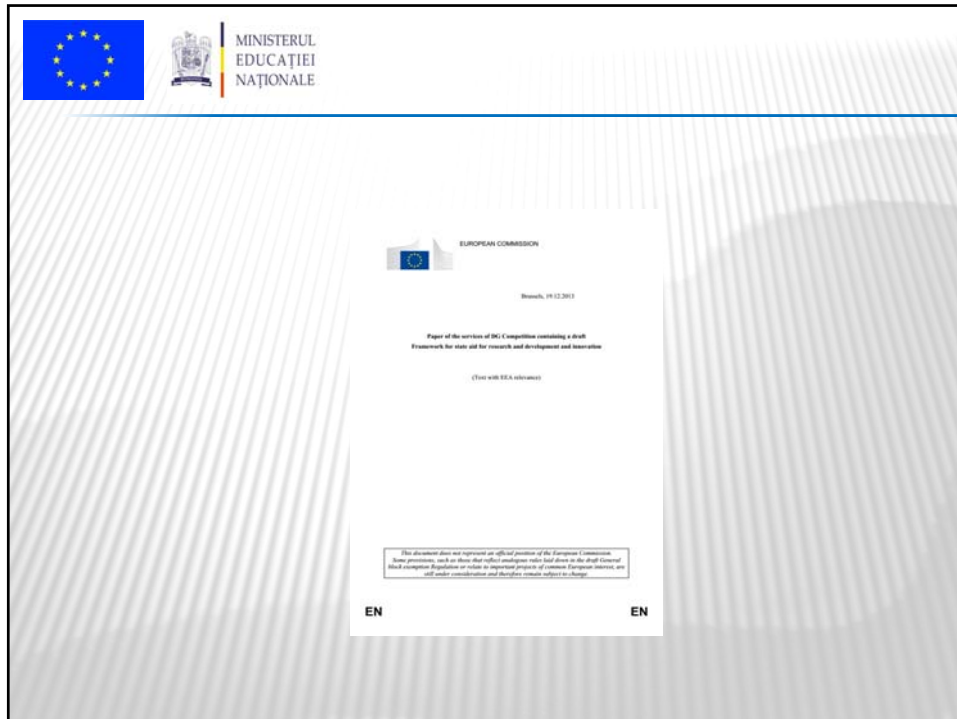 MINISTERUL
EDUCAȚIEI
NAȚIONALE
EUROPEAN COMMISSION
Brussels, 19.12.2013
Paper of the services of DG Competition containing a draft
Framework for state aid for research and development and innovation
(Text with EEA relevance)
This document does not represent an official position of the European Commission.
Some provisions, such as those that reflect analogous rules laid down in the draft General
block exemption Regulation or relate to important projects of common European interest, are
still under consideration and therefore remain subject to change
EN EN